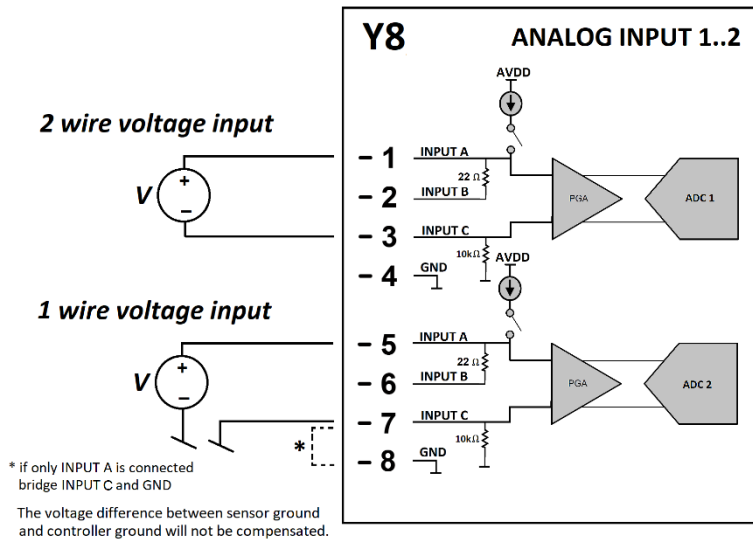 Y8 ANALOG INPUT 1..2
AVDD
2 wire voltage input
+
V
−
- 1 INPUT A
22 Ω
- 2 INPUT B
PGA
ADC 1
- 3 INPUT C
10kΩ
AVDD
- 4 GND
1 wire voltage input
+
V
−
- 5 INPUT A
22 Ω
- 6 INPUT B
PGA
ADC 2
- 7 INPUT C
10kΩ
*
- 8 GND
* if only INPUT A is connected
bridge INPUT C and GND
The voltage difference between sensor ground
and controller ground will not be compensated.